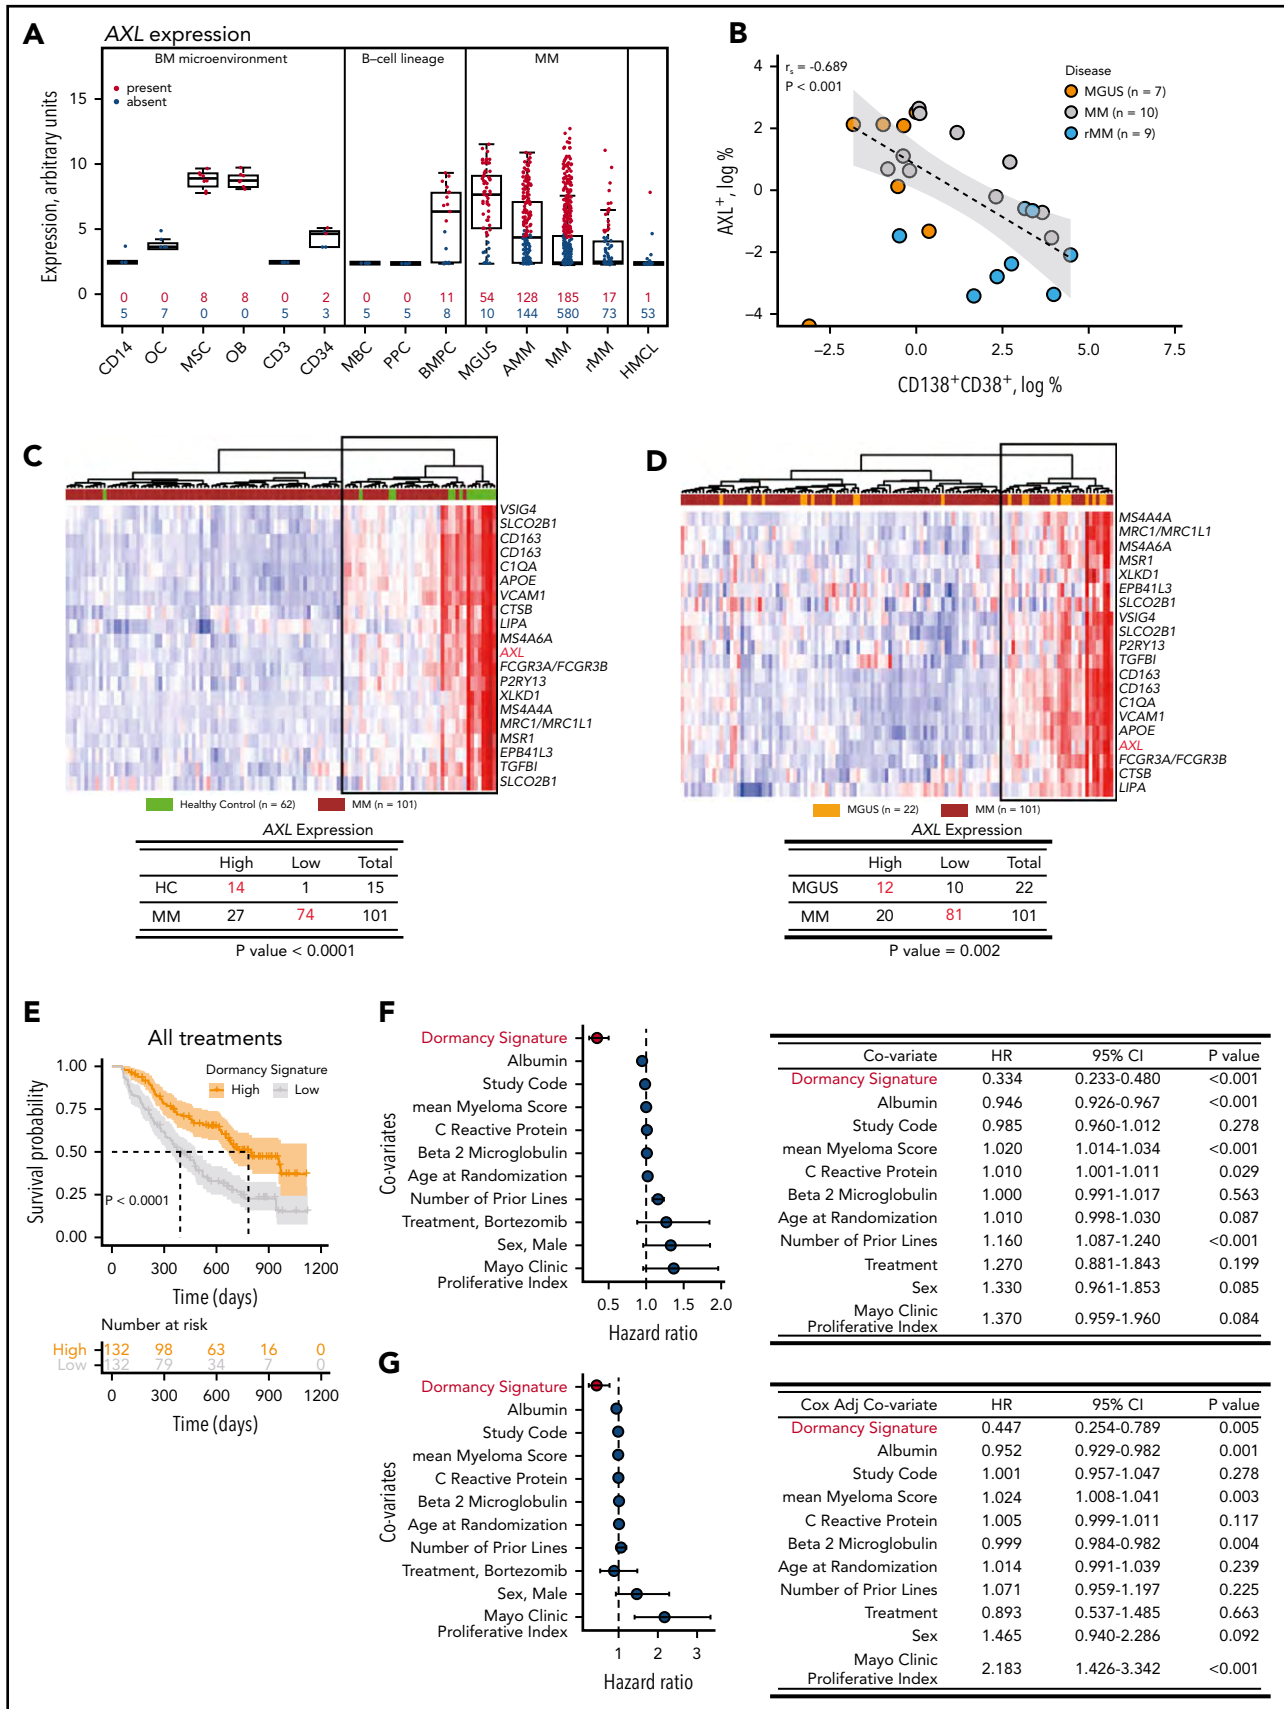 A
AXL expression
BM microenvironment
B–cell lineage
MM
present
absent
Expression, arbitrary units
15
10
5
0
0 0 8 8 0 2 0 0 11 54 128 185 17 1
5 7 0 0 5 3 5 5 8 10 144 580 73 53
CD14 OC MSC OB CD3 CD34 MBC PPC BMPC MGUS AMM MM rMM HMCL
B
rs = -0.689
P < 0.001
Disease
MGUS (n = 7)
MM (n = 10)
rMM (n = 9)
AXL+, log %
4
2
0
−2
−4
−2.5 0.0 2.5 5.0 7.5
CD138+CD38+, log %
C
VSIG4
SLCO2B1
CD163
CD163
C1QA
APOE
VCAM1
CTSB
LIPA
MS4A6A
AXL
FCGR3A/FCGR3B
P2RY13
XLKD1
MS4A4A
MRC1/MRC1L1
MSR1
EPB41L3
TGFBI
SLCO2B1
Healthy Control (n = 62) MM (n = 101)
AXL Expression
High Low Total
HC 14 1 15
MM 27 74 101
P value < 0.0001
D
MS4A4A
MRC1/MRC1L1
MS4A6A
MSR1
XLKD1
EPB41L3
SLCO2B1
VSIG4
SLCO2B1
P2RY13
TGFBI
CD163
CD163
C1QA
VCAM1
APOE
AXL
FCGR3A/FCGR3B
CTSB
LIPA
MGUS (n = 22) MM (n = 101)
AXL Expression
High Low Total
MGUS 12 10 22
MM 20 81 101
P value = 0.002
E
All treatments
Dormancy Signature
High Low
Survival probability
1.00
0.75
0.50
0.25
0.00
P < 0.0001
0 300 600 900 1200
Time (days)
Number at risk
High 132 98 63 16 0
Low 132 79 34 7 0
0 300 600 900 1200
Time (days)
F
Co-variates
Dormancy Signature
Albumin
Study Code
mean Myeloma Score
C Reactive Protein
Beta 2 Microglobulin
Age at Randomization
Number of Prior Lines
Treatment, Bortezomib
Sex, Male
Mayo Clinic
Proliferative Index
0.5 1.0 1.5 2.0
Hazard ratio
Co-variate HR 95% CI P value
Dormancy Signature 0.334 0.233-0.480 <0.001
Albumin 0.946 0.926-0.967 <0.001
Study Code 0.985 0.960-1.012 0.278
mean Myeloma Score 1.020 1.014-1.034 <0.001
C Reactive Protein 1.010 1.001-1.011 0.029
Beta 2 Microglobulin 1.000 0.991-1.017 0.563
Age at Randomization 1.010 0.998-1.030 0.087
Number of Prior Lines 1.160 1.087-1.240 <0.001
Treatment 1.270 0.881-1.843 0.199
Sex 1.330 0.961-1.853 0.085
Mayo Clinic
Proliferative Index 1.370 0.959-1.960 0.084
G
Co-variates
Dormancy Signature
Albumin
Study Code
mean Myeloma Score
C Reactive Protein
Beta 2 Microglobulin
Age at Randomization
Number of Prior Lines
Treatment, Bortezomib
Sex, Male
Mayo Clinic
Proliferative Index
1 2 3
Hazard ratio
Cox Adj Co-variate HR 95% CI P value
Dormancy Signature 0.447 0.254-0.789 0.005
Albumin 0.952 0.929-0.982 0.001
Study Code 1.001 0.957-1.047 0.278
mean Myeloma Score 1.024 1.008-1.041 0.003
C Reactive Protein 1.005 0.999-1.011 0.117
Beta 2 Microglobulin 0.999 0.984-0.982 0.004
Age at Randomization 1.014 0.991-1.039 0.239
Number of Prior Lines 1.071 0.959-1.197 0.225
Treatment 0.893 0.537-1.485 0.663
Sex 1.465 0.940-2.286 0.092
Mayo Clinic
Proliferative Index 2.183 1.426-3.342 <0.001